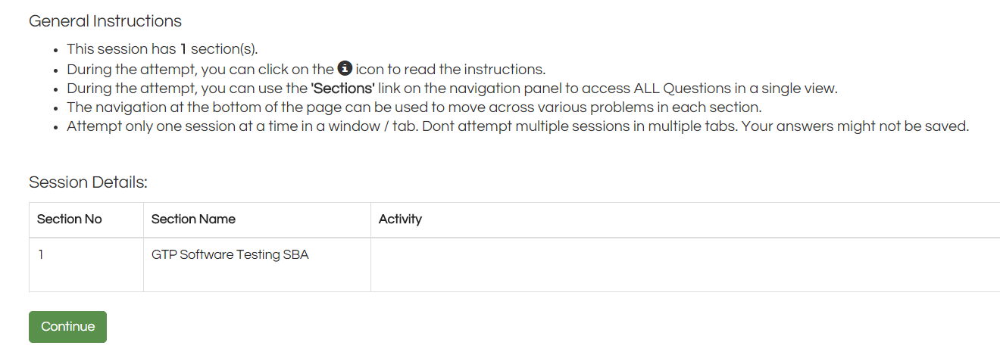 General Instructions
This session has 1 section(s).
During the attempt, you can click on the icon to read the instructions.
During the attempt, you can use the 'Sections' link on the navigation panel to access ALL Questions in a single view.
The navigation at the bottom of the page can be used to move across various problems in each section.
Attempt only one session at a time in a window / tab. Dont attempt multiple sessions in multiple tabs. Your answers might not be saved.
Session Details:
Section No Section Name Activity
1 GTP Software Testing SBA
Continue